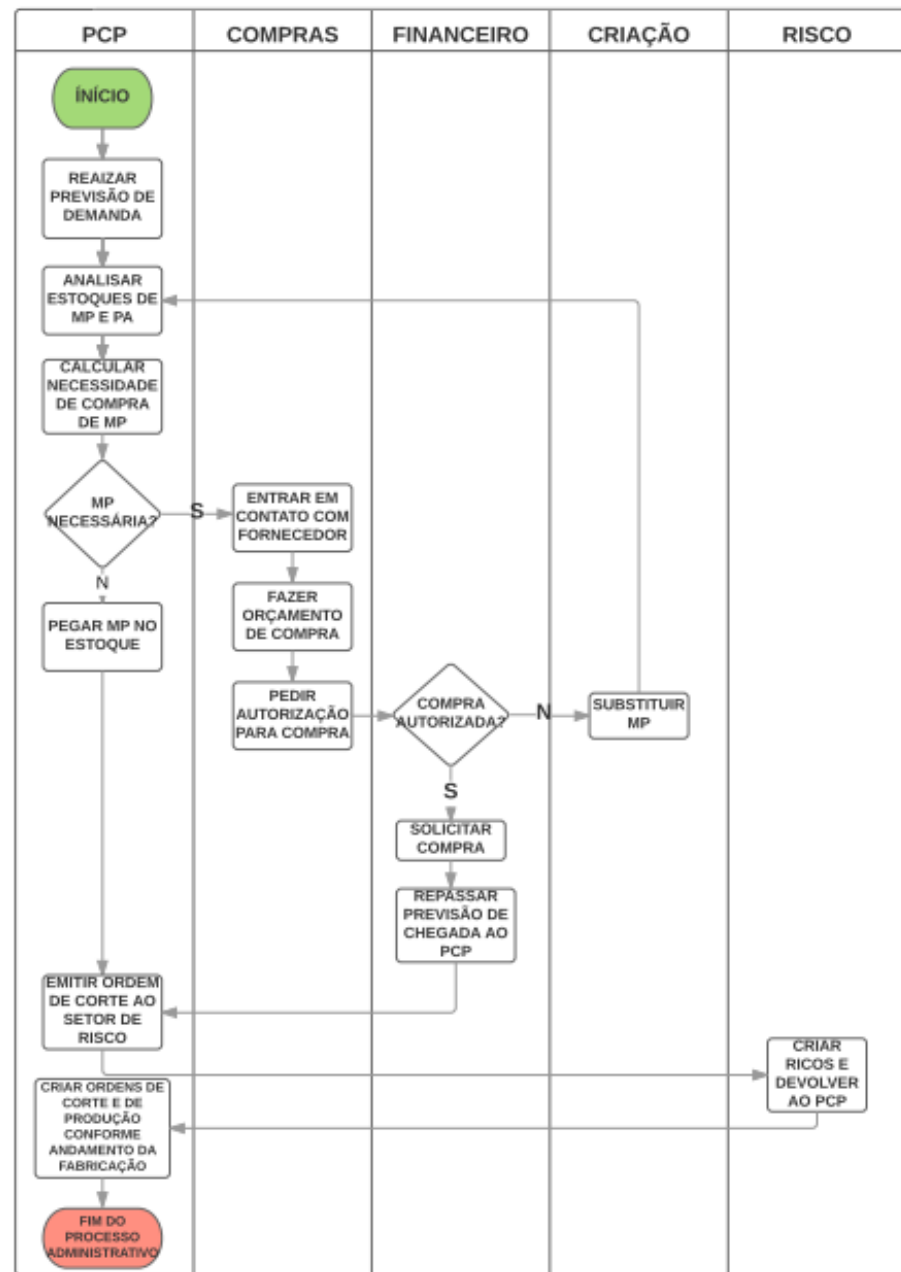 PCP
COMPRAS
FINANCEIRO
CRIAÇÃO
RISCO
ÍNÍCIO
REAIZAR
PREVISÃO DE
DEMANDA
ANALISAR
ESTOQUES DE
MP E PA
CALCULAR
NECESSIDADE
DE COMPRA
DE MP
MP
NECESSÁRIA?
S
N
ENTRAR EM
CONTATO COM
FORNECEDOR
FAZER
ORÇAMENTO
DE COMPRA
PEGAR MP NO
ESTOQUE
PEDIR
AUTORIZAÇÃO
PARA COMPRA
COMPRA
AUTORIZADA?
N
SUBSTITUIR
MP
S
SOLICITAR
COMPRA
REPASSAR
PREVISÃO DE
CHEGADA AO
PCP
EMITIR ORDEM
DE CORTE AO
SETOR DE
RISCO
CRIAR
RICOS E
DEVOLVER
AO PCP
CRIAR ORDENS DE
CORTE E DE
PRODUÇÃO
CONFORME
ANDAMENTO DA
FABRICAÇÃO
FIM DO
PROCESSO
ADMINISTRATIVO